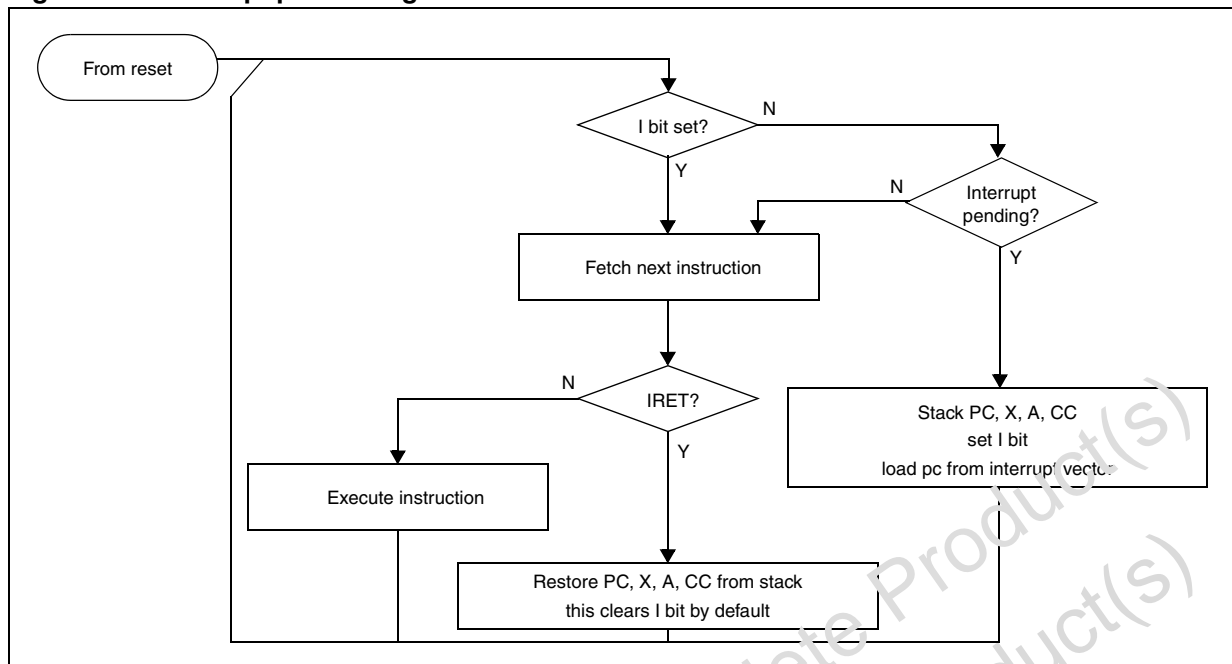 From reset
I bit set?
N
Y
Interrupt
pending?
N
Y
Fetch next instruction
IRET?
N
Y
Stack PC, X, A, CC
set I bit
load pc from interrupt vector
Execute instruction
Restore PC, X, A, CC from stack
this clears I bit by default
Product(s)